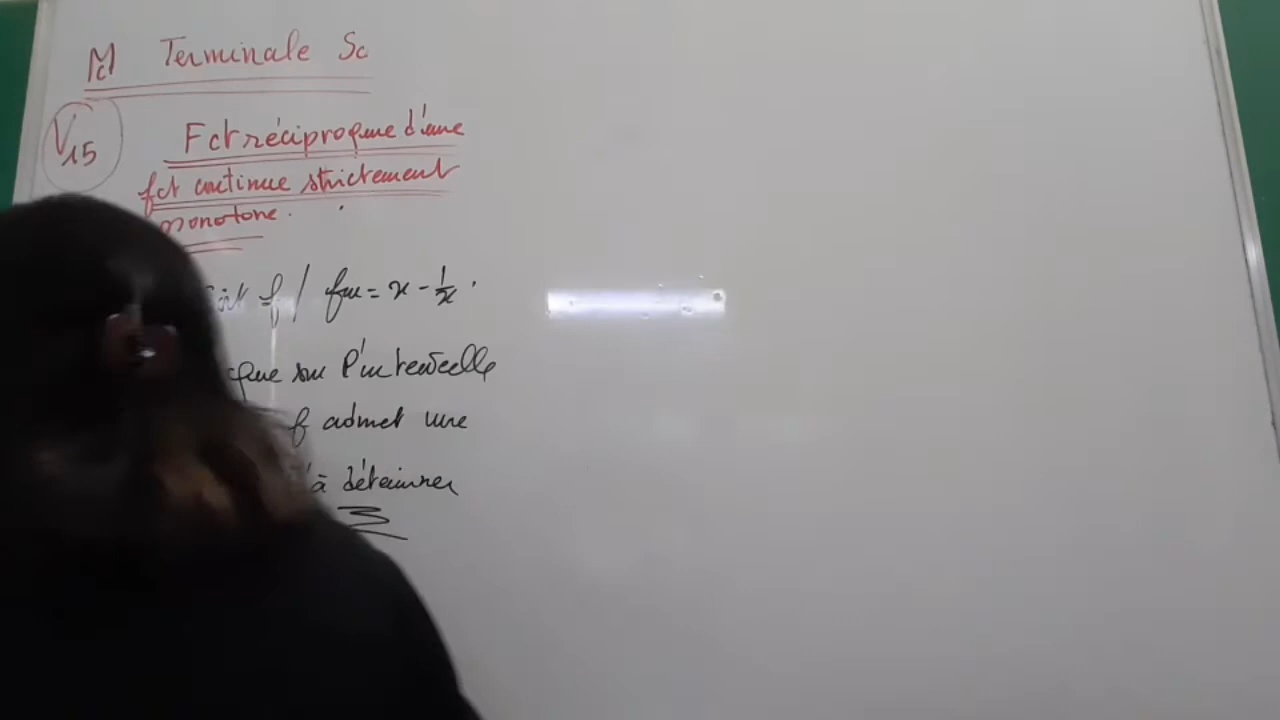 M Terminale Sc
V15
Fct réciproque d'une
fct continue strictement
monotone.
f / f(x) = x - 1/x.
que sur l'intervalle
f admet une
à déterminer